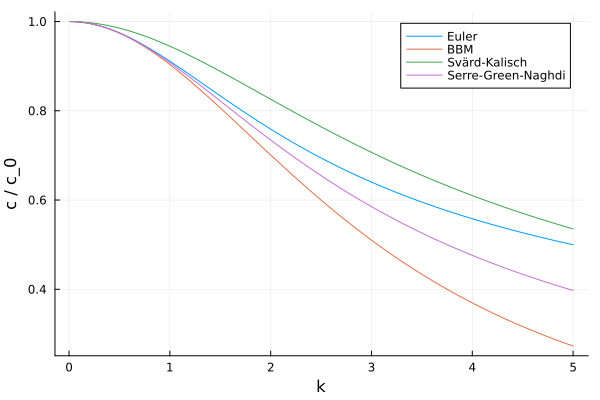 1.0
0.8
0.6
0.4
c / c_0
Euler
BBM
Svärd-Kalisch
Serre-Green-Naghdi
0 1 2 3 4 5
k